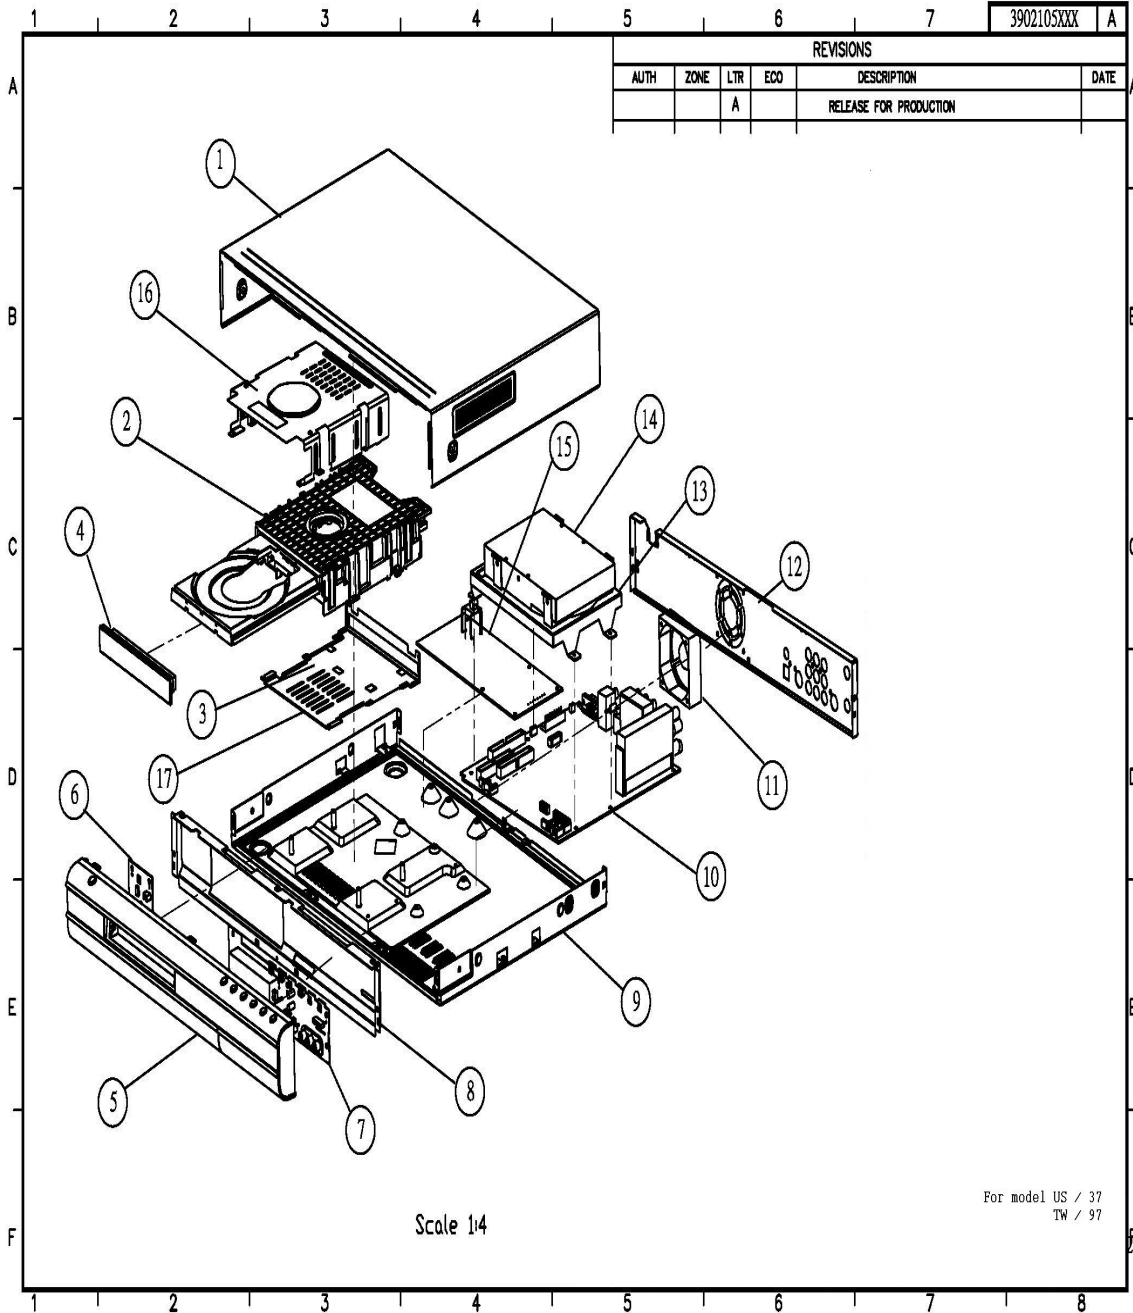 1 2 3 4 5 6 7
3902105XXX A
REVISIONS
AUTH ZONE LTR ECO DESCRIPTION DATE
A RELEASE FOR PRODUCTION
A
1
16
B
2
14
15
13
4
C
12
3
17
11
D
6
10
9
E
8
5
7
For model US / 37
TW / 97
Scale 1:4
F
1 2 3 4 5 6 7 8